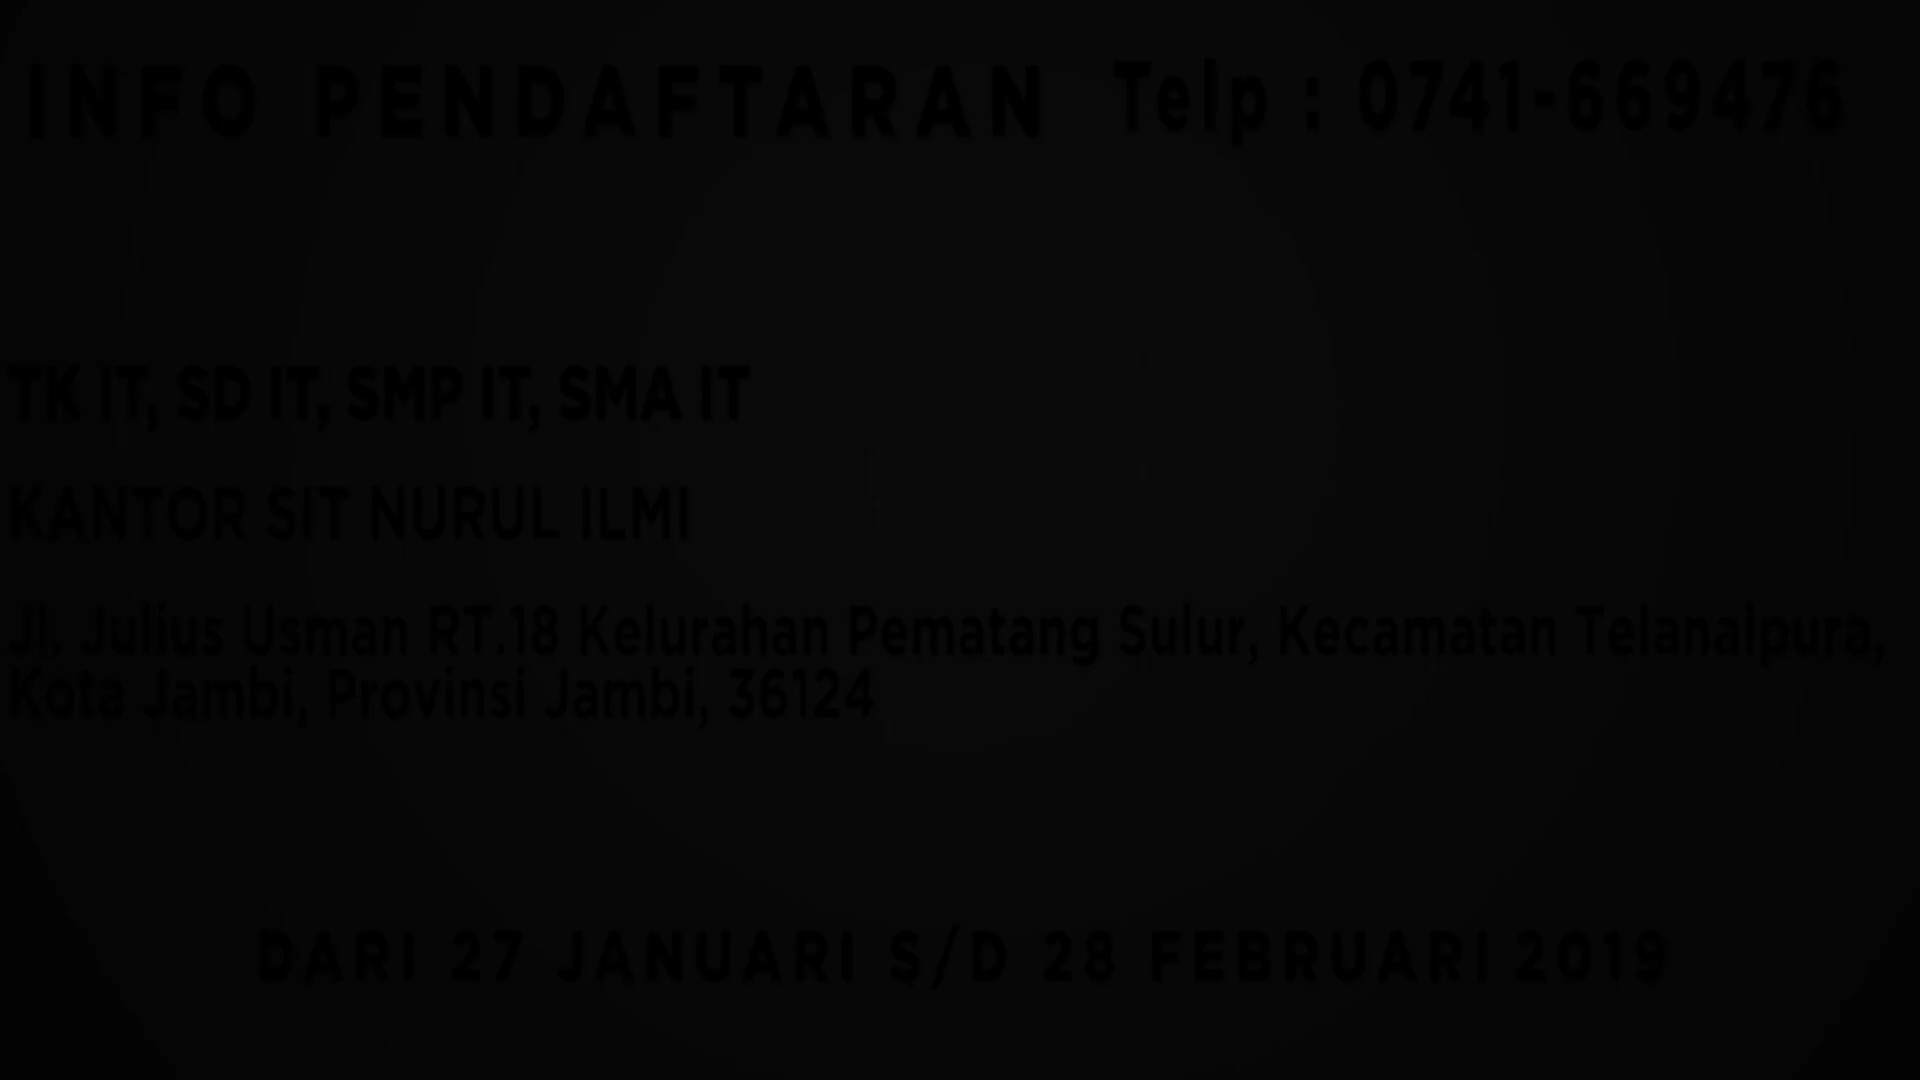 INFO PENDAFTARAN Telp : 0741-669476
TK IT, SD IT, SMP IT, SMA IT
KANTOR SIT NURUL ILMI
Jl. Julius Usman RT.18 Kelurahan Pematang Sulur, Kecamatan Telanaipura,
Kota Jambi, Provinsi Jambi, 36124
DARI 27 JANUARI S/D 28 FEBRUARI 2019